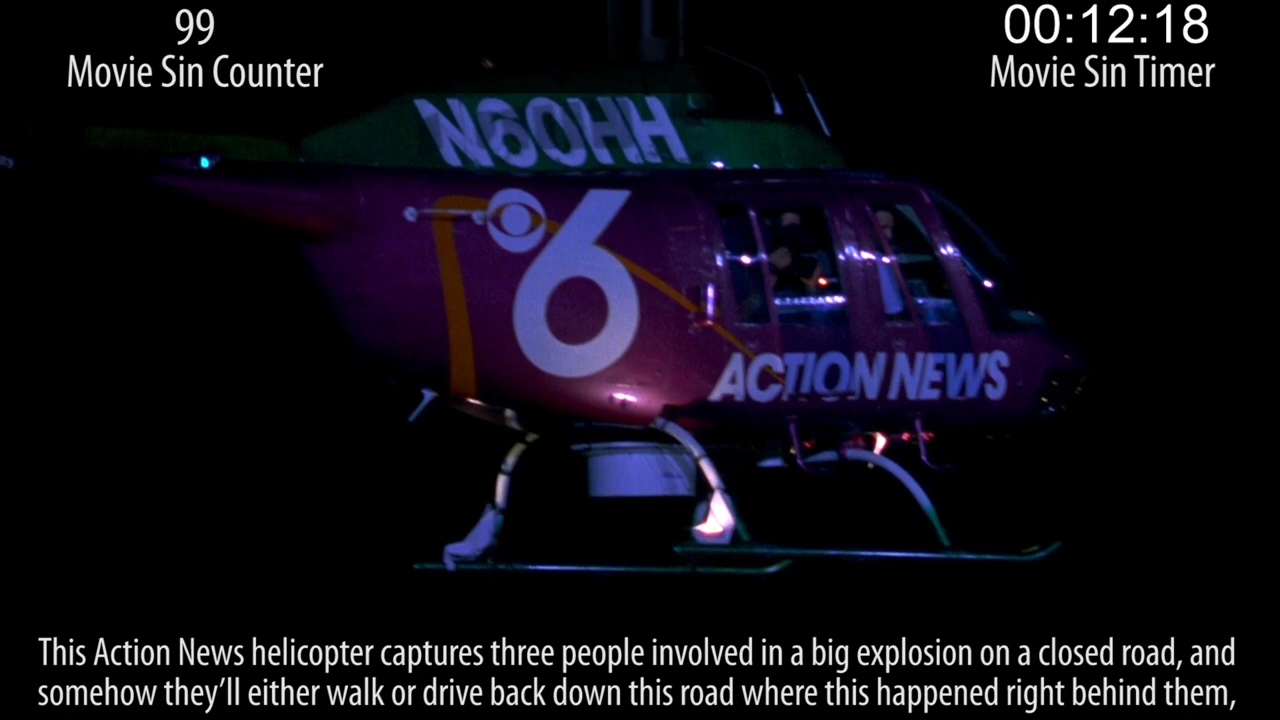 99
Movie Sin Counter
00:12:18
Movie Sin Timer
N60HH
6
ACTION NEWS
This Action News helicopter captures three people involved in a big explosion on a closed road, and
somehow they'll either walk or drive back down this road where this happened right behind them,